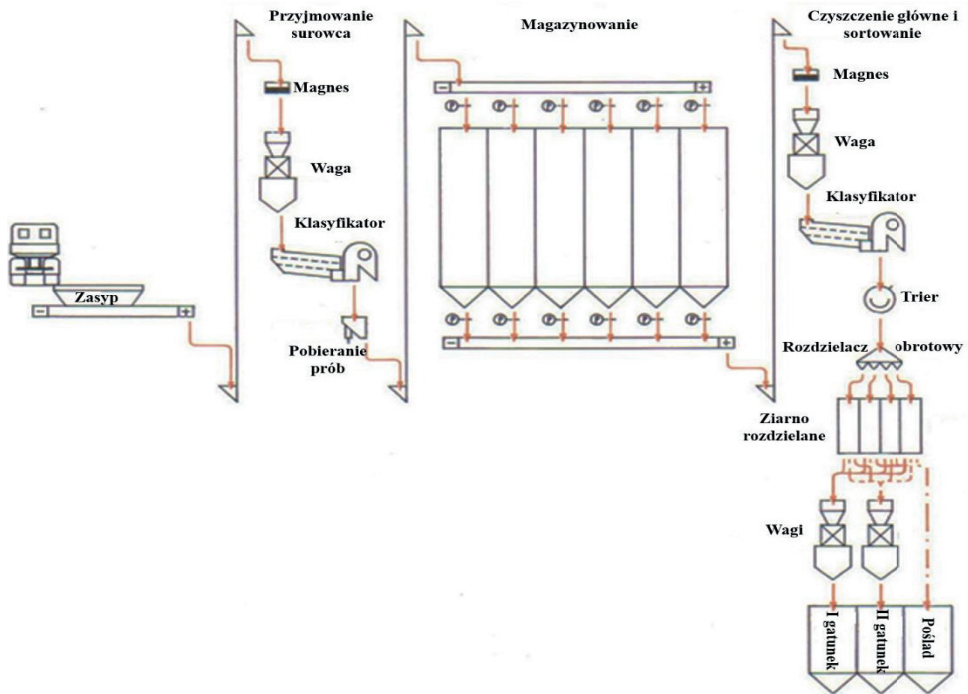 Przyjmowanie
surowca
Magnes
Waga
Klasyfikator
Zasyp
Pobieranie
prób
Magazynowanie
Czyszczenie główne i
sortowanie
Magnes
Waga
Klasyfikator
Trier
Rozdzielacz obrotowy
Ziarno
rozdzielane
Wagi
I gatunek
II gatunek
Poślad